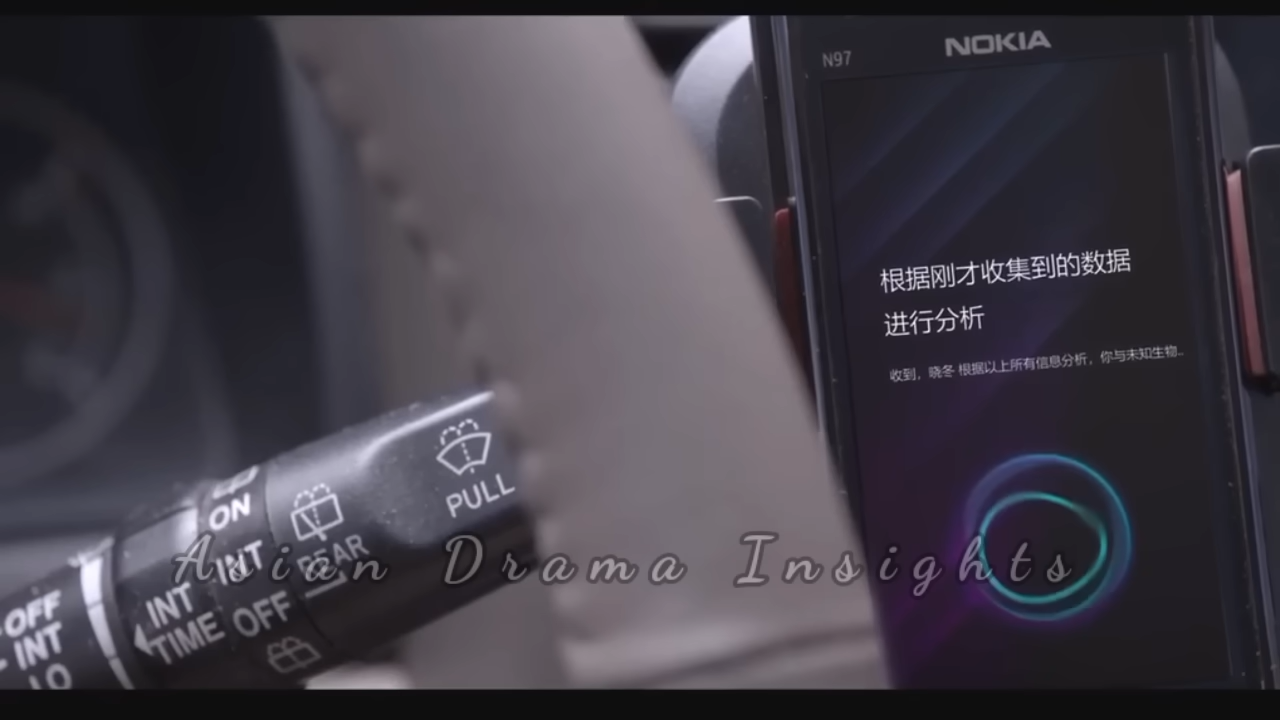 NOKIA
N97
根据刚才收集到的数据
进行分析
收到，晓冬 根据以上所有信息分析，你与未知生物...
PULL
REAR
ON
INT
OFF
INT
TIME
OFF
INT
LO
Asian Drama Insights